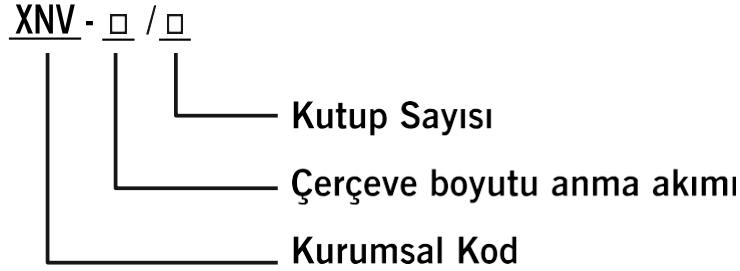 XNV - □ / □
Kutup Sayısı
Çerçeve boyutu anma akımı
Kurumsal Kod